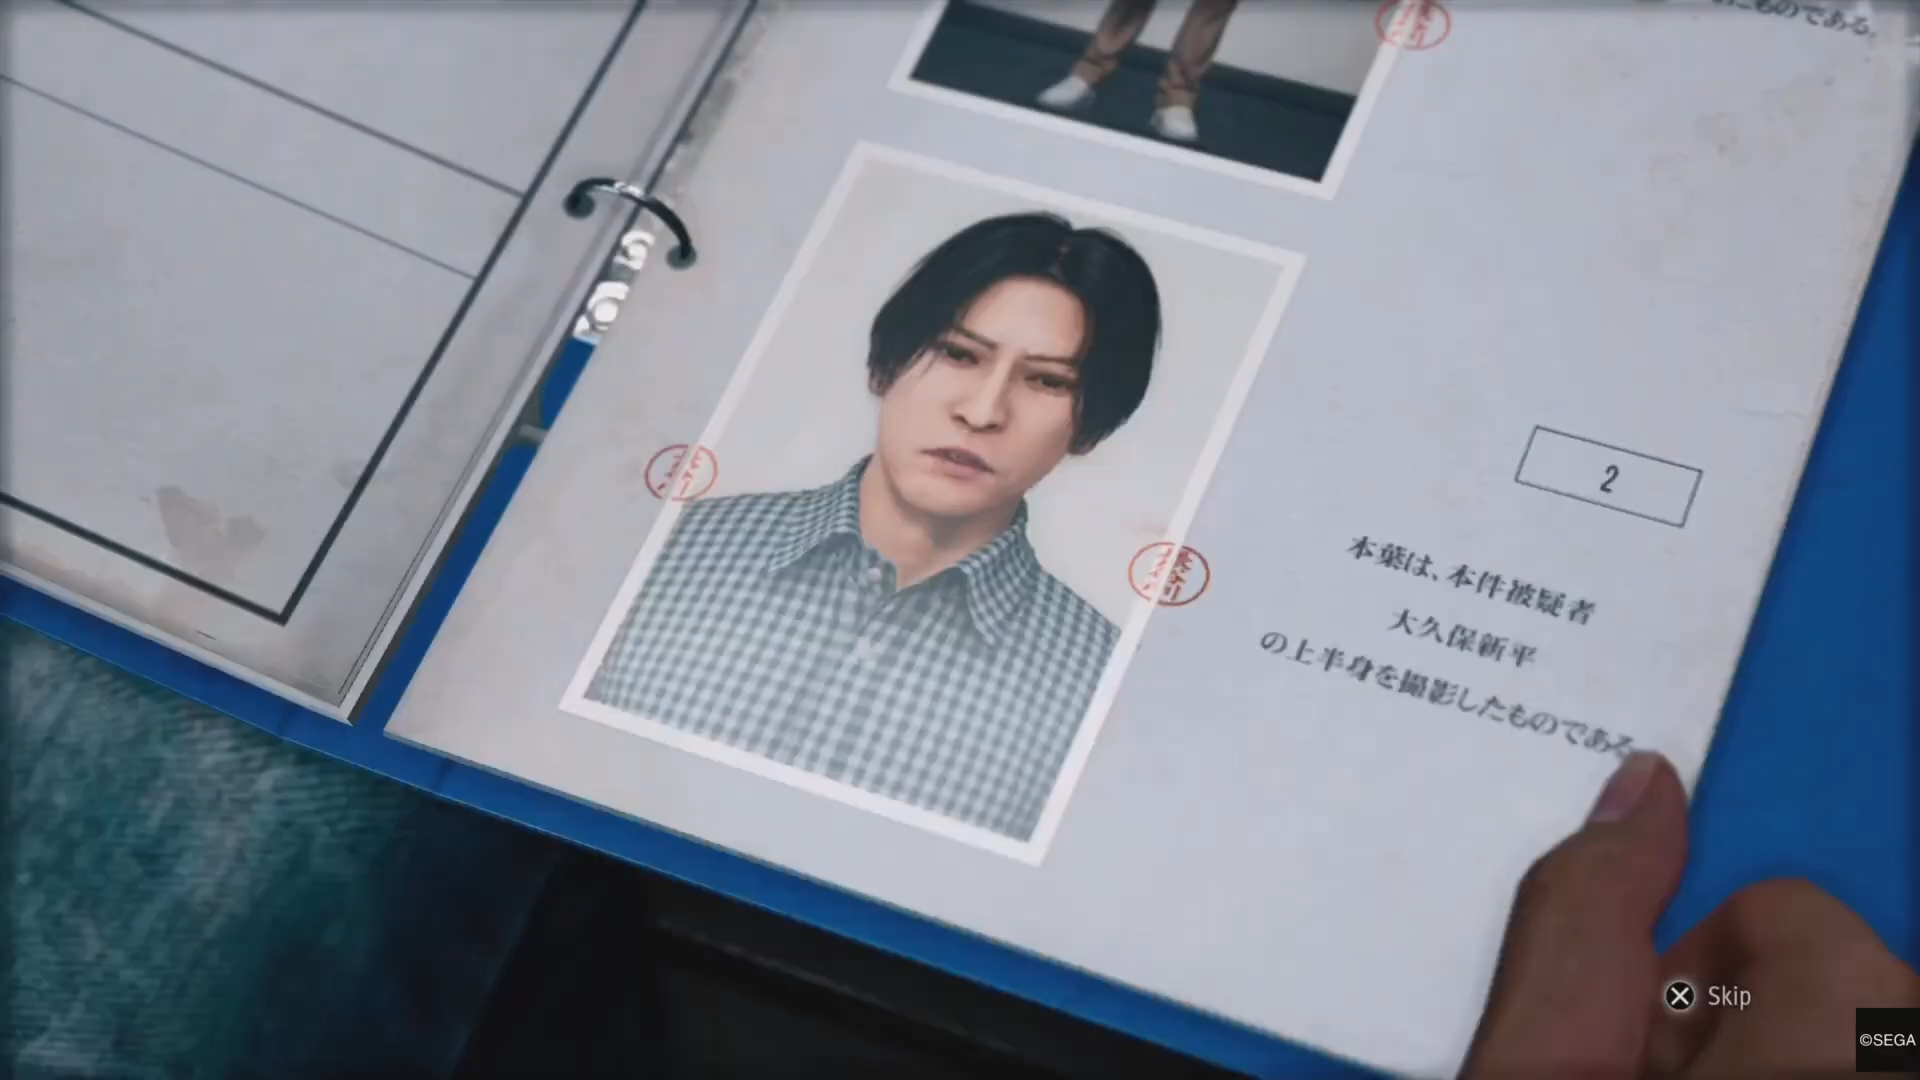 ものである。
2
本葉は、本件被疑者
大久保新平
の上半身を撮影したものである
Skip
©SEGA